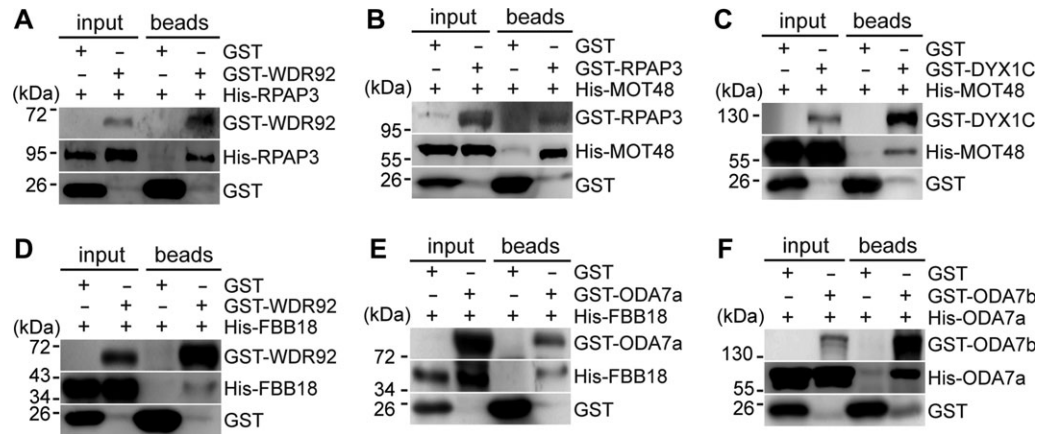 A
input beads
+ - + - GST
- + - + GST-WDR92
(kDa) + + + + His-RPAP3
72 GST-WDR92
95 His-RPAP3
26 GST
B
input beads
+ - + - GST
- + - + GST-RPAP3
(kDa) + + + + His-MOT48
95 GST-RPAP3
55 His-MOT48
26 GST
C
input beads
+ - + - GST
- + - + GST-DYX1C
(kDa) + + + + His-MOT48
130 GST-DYX1C
55 His-MOT48
26 GST
D
input beads
+ - + - GST
- + - + GST-WDR92
(kDa) + + + + His-FBB18
72 GST-WDR92
43
34 His-FBB18
26 GST
E
input beads
+ - + - GST
- + - + GST-ODA7a
(kDa) + + + + His-FBB18
72 GST-ODA7a
34 His-FBB18
26 GST
F
input beads
+ - + - GST
- + - + GST-ODA7b
(kDa) + + + + His-ODA7a
130 GST-ODA7b
55 His-ODA7a
26 GST